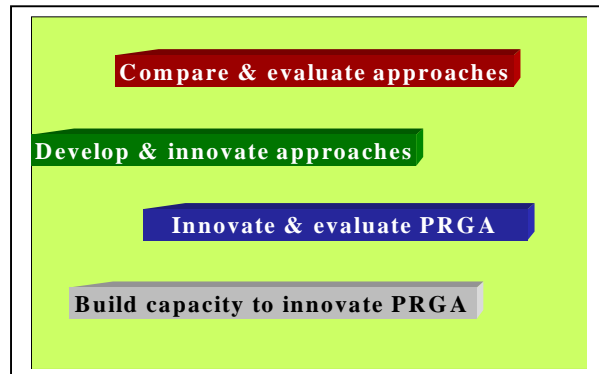 Compare & evaluate approaches
Develop & innovate approaches
Innovate & evaluate PRGA
Build capacity to innovate PRGA